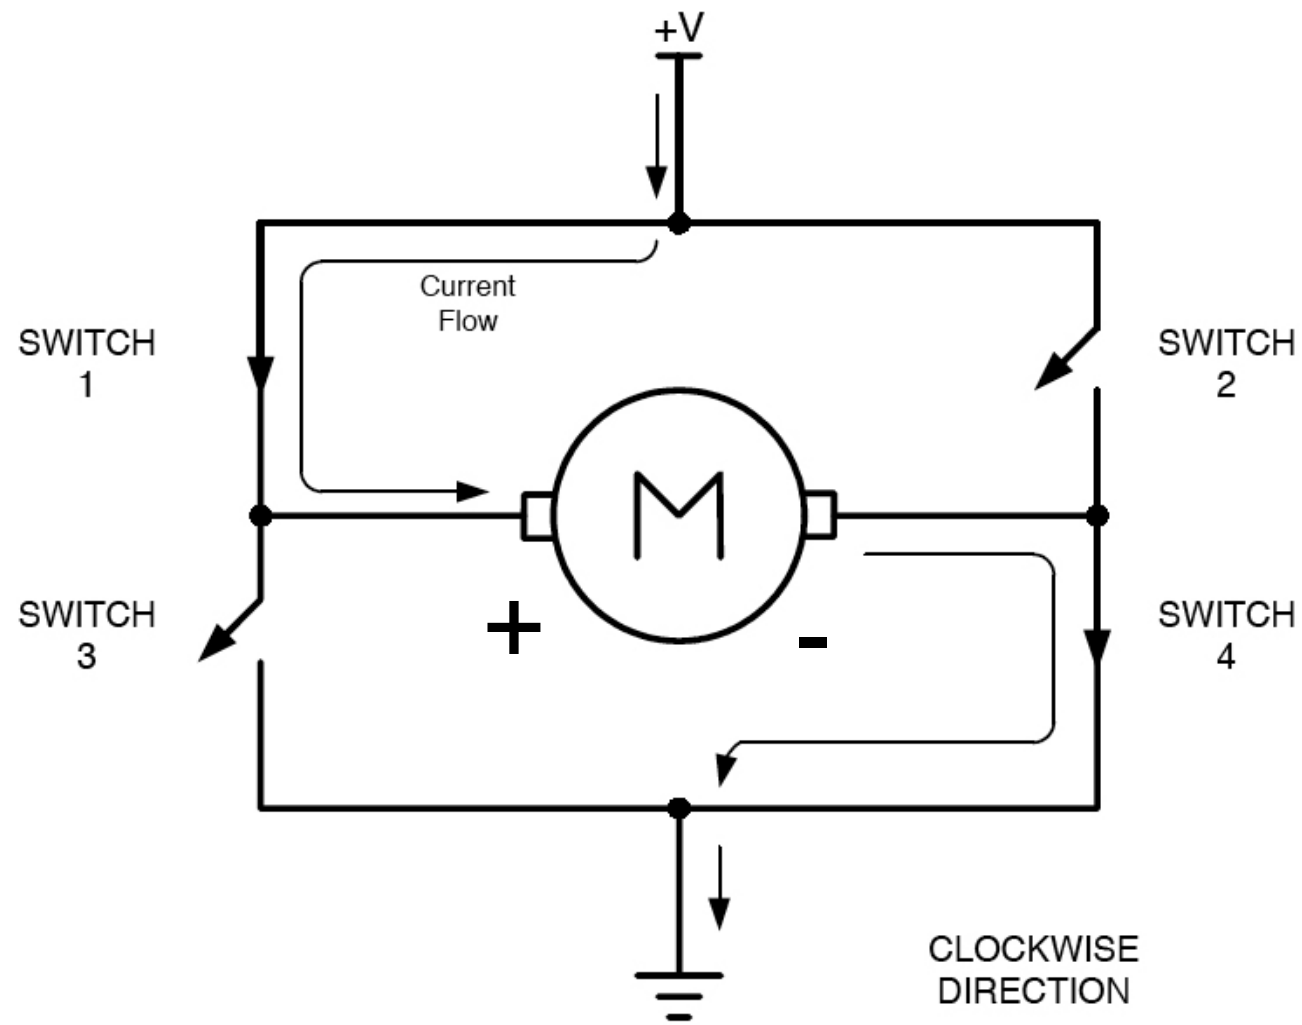 +V
Current
Flow
SWITCH
1
SWITCH
2
M
SWITCH
3
+
-
SWITCH
4
CLOCKWISE
DIRECTION